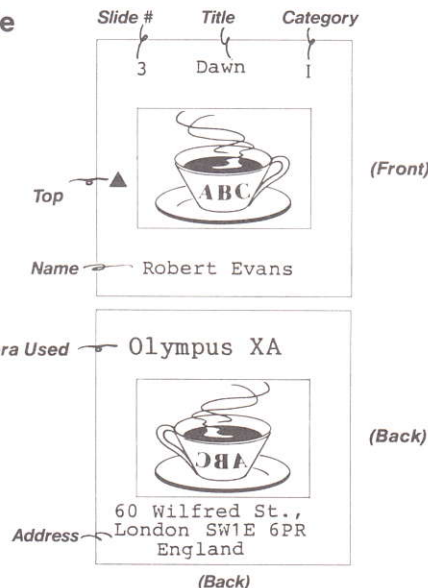 e
Slide # Title Category
3 Dawn I
ABC
(Front)
Top
Name Robert Evans
ra Used Olympus XA
ABC
(Back)
60 Wilfred St.,
Address London SW1E 6PR
England
(Back)